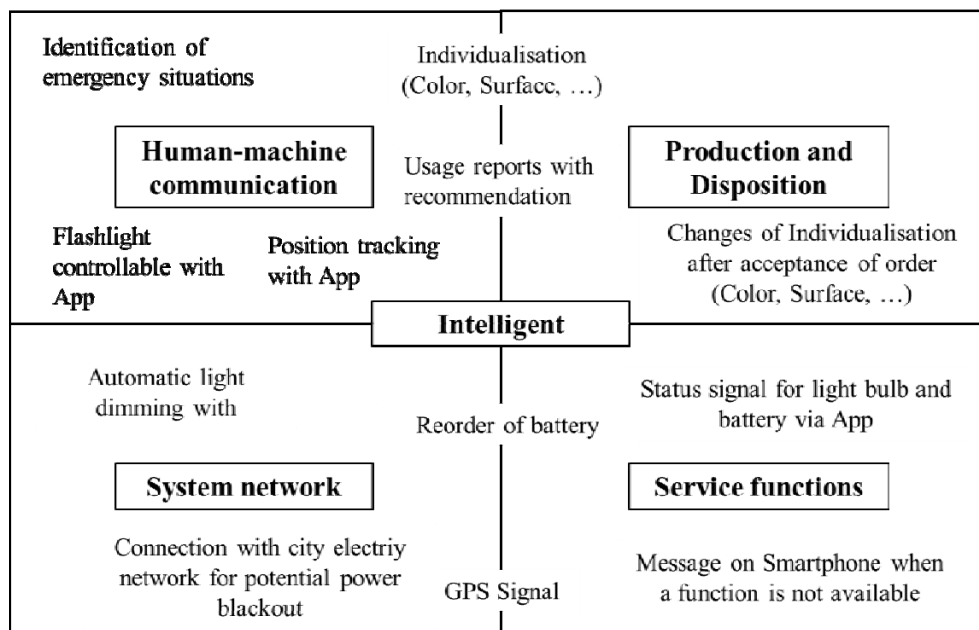 Identification of
emergency situations
Individualisation
(Color, Surface, …)
Human-machine
communication
Usage reports with
recommendation
Production and
Disposition
Flashlight
controllable with
App
Position tracking
with App
Changes of Individualisation
after acceptance of order
(Color, Surface, …)
Intelligent
Automatic light
dimming with
Reorder of battery
Status signal for light bulb and
battery via App
System network
Service functions
Connection with city electriy
network for potential power
blackout
GPS Signal
Message on Smartphone when
a function is not available